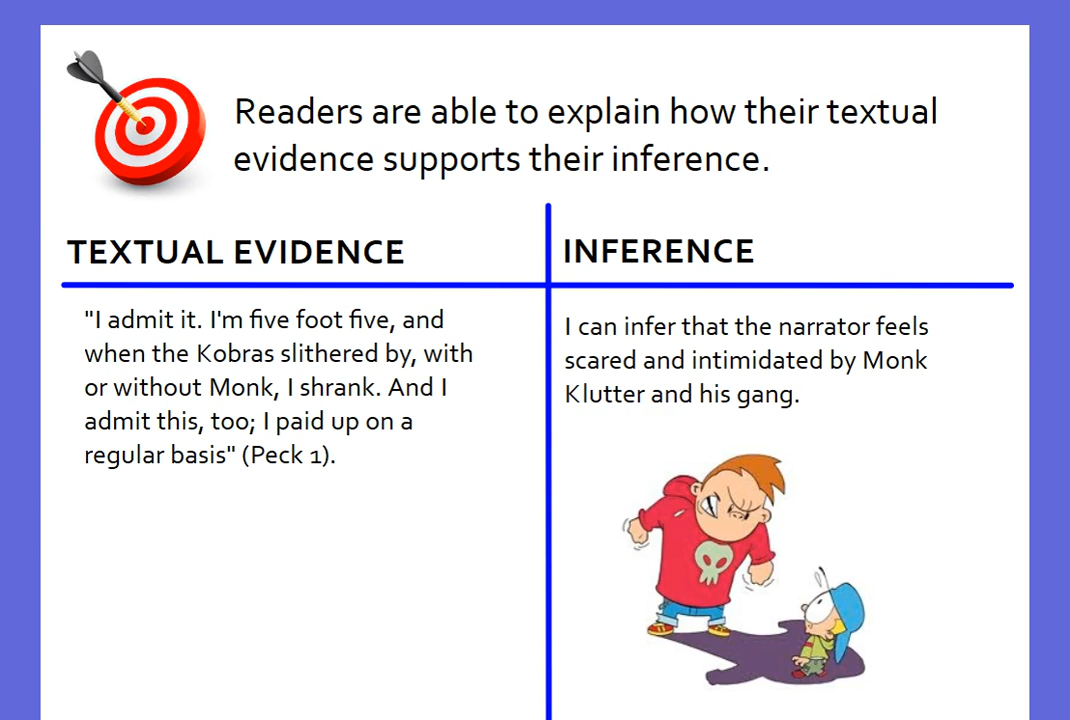 Readers are able to explain how their textual
evidence supports their inference.
TEXTUAL EVIDENCE
INFERENCE
"I admit it. I'm five foot five, and
when the Kobras slithered by, with
or without Monk, I shrank. And I
admit this, too; I paid up on a
regular basis" (Peck 1).
I can infer that the narrator feels
scared and intimidated by Monk
Klutter and his gang.